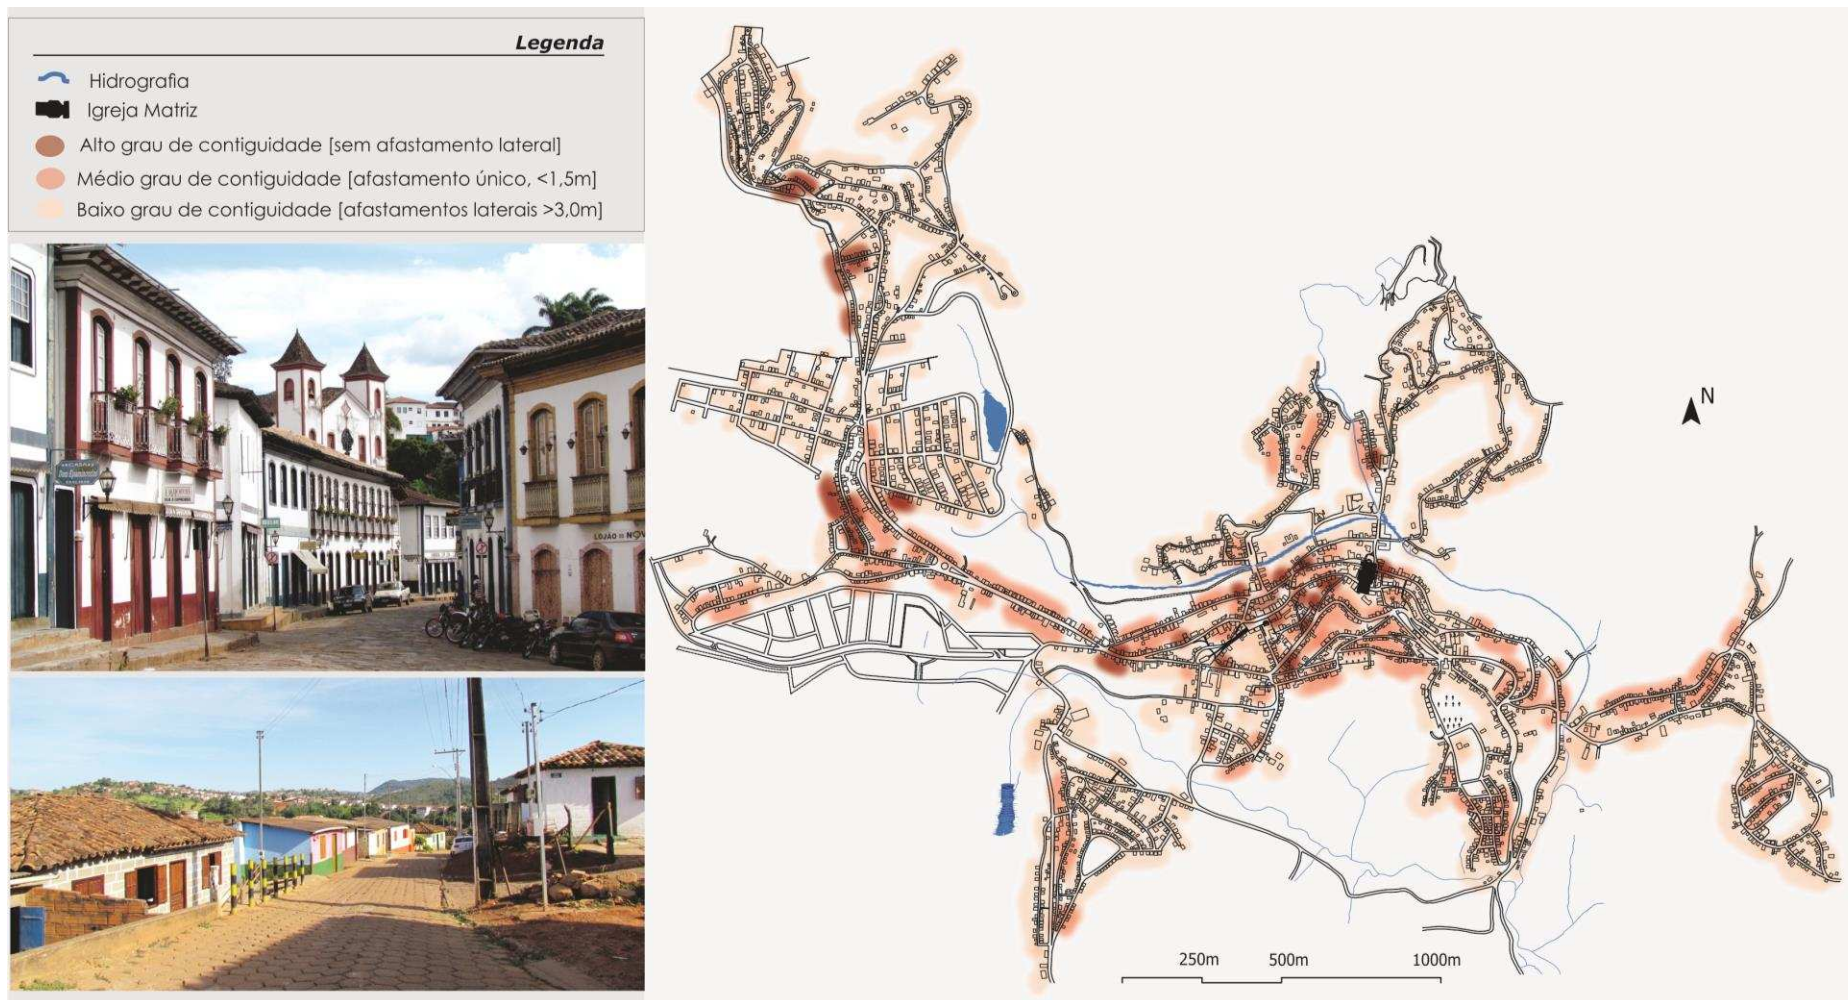 Legenda
Hidrografia
Igreja Matriz
Alto grau de contiguidade [sem afastamento lateral]
Médio grau de contiguidade [afastamento único, <1,5m]
Baixo grau de contiguidade [afastamentos laterais >3,0m]
N
LOJÃO
250m 500m 1000m